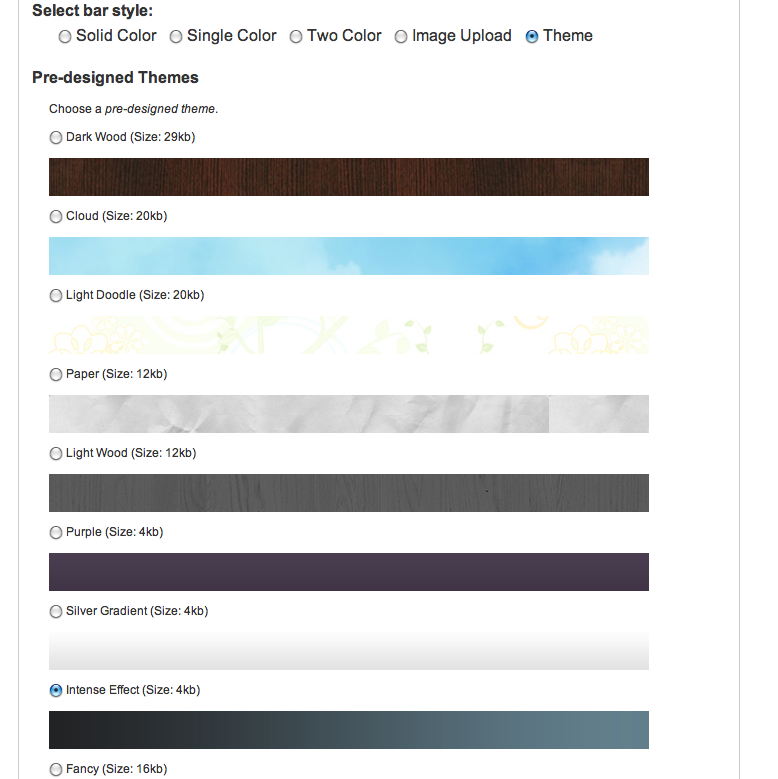 Select bar style:
Solid Color Single Color Two Color Image Upload Theme
Pre-designed Themes
Choose a pre-designed theme.
Dark Wood (Size: 29kb)
Cloud (Size: 20kb)
Light Doodle (Size: 20kb)
Paper (Size: 12kb)
Light Wood (Size: 12kb)
Purple (Size: 4kb)
Silver Gradient (Size: 4kb)
Intense Effect (Size: 4kb)
Fancy (Size: 16kb)